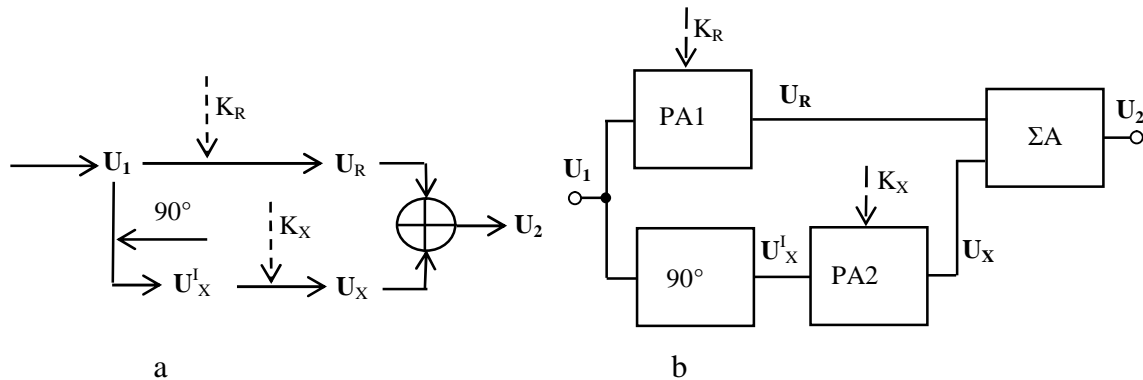 K_R
U_1
U_R
90°
K_X
U_2
U^I_X
U_X
a
K_R
PA1
U_R
U_2
ΣA
U_1
K_X
90°
U^I_X
PA2
U_X
b